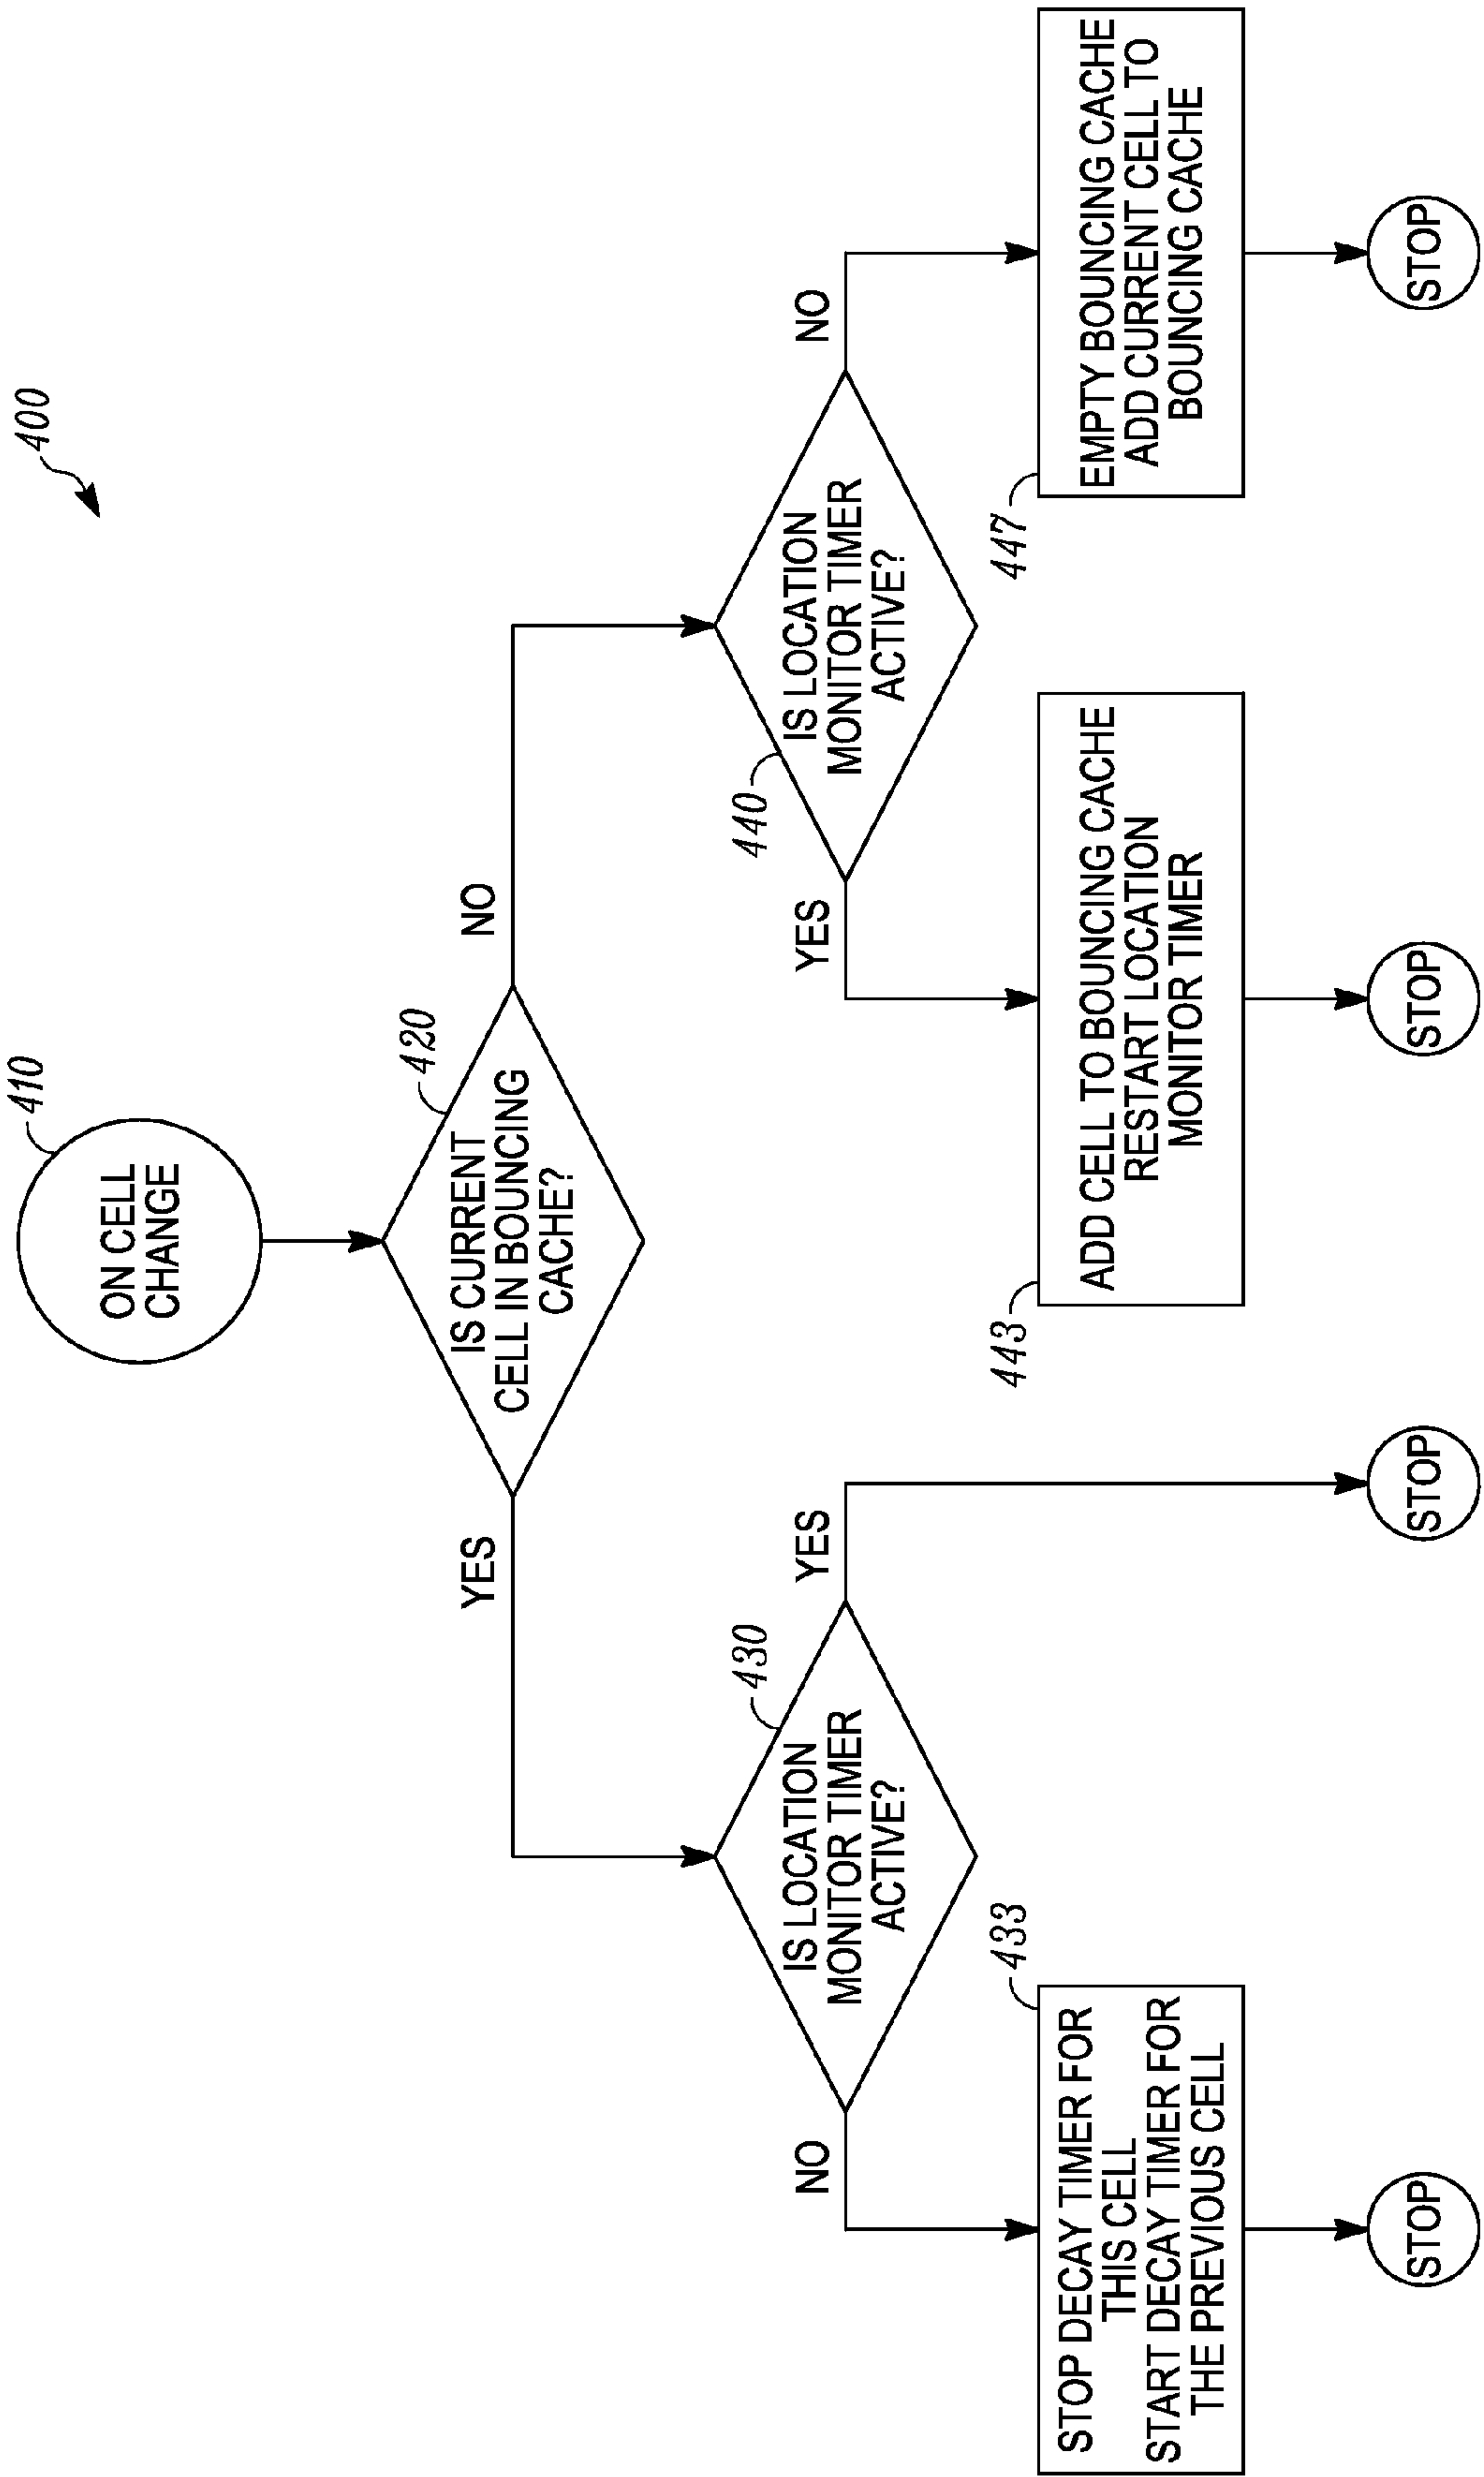 400
410
ON CELL
CHANGE
420
IS CURRENT
CELL IN BOUNCING
CACHE?
YES
NO
430
IS LOCATION
MONITOR TIMER
ACTIVE?
NO
YES
440
IS LOCATION
MONITOR TIMER
ACTIVE?
YES
NO
433
STOP DECAY TIMER FOR
THIS CELL
START DECAY TIMER FOR
THE PREVIOUS CELL
443
ADD CELL TO BOUNCING CACHE
RESTART LOCATION
MONITOR TIMER
447
EMPTY BOUNCING CACHE
ADD CURRENT CELL TO
BOUNCING CACHE
STOP
STOP
STOP
STOP